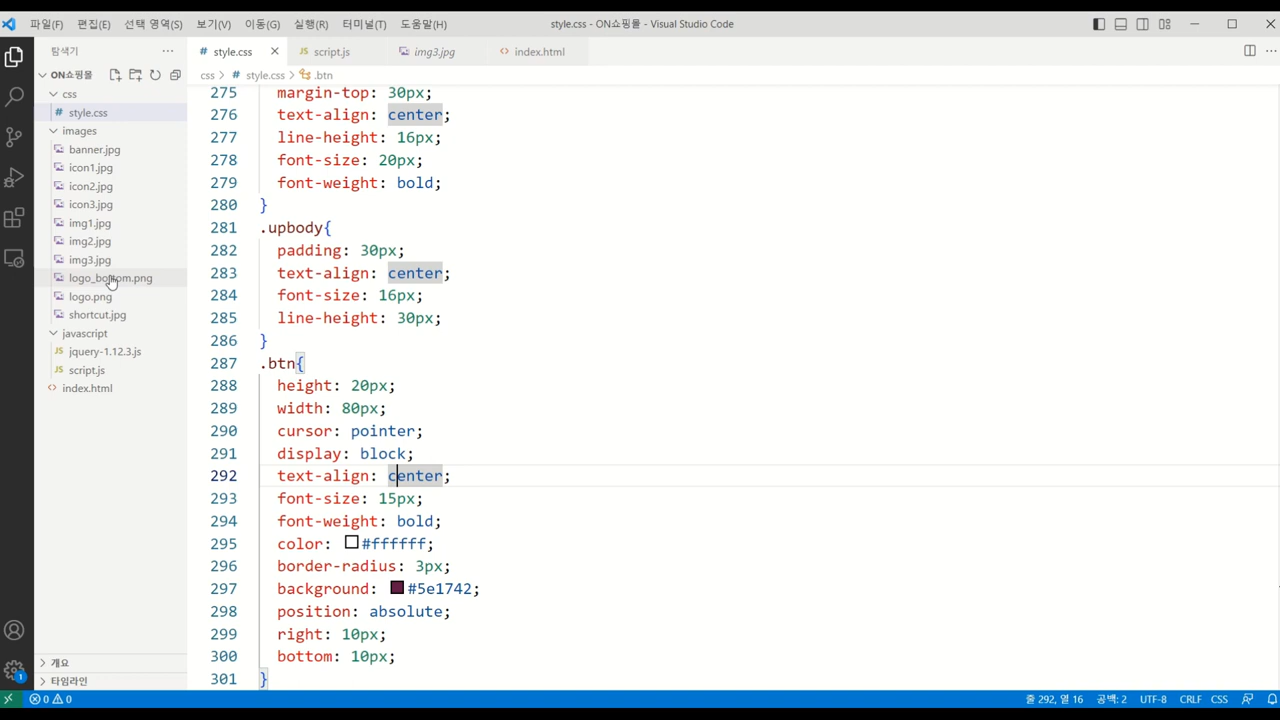 파일(F) 편집(E) 선택 영역(S) 보기(V) 이동(G) 실행(R) 터미널(T) 도움말(H)
style.css - ON쇼핑몰 - Visual Studio Code
탐색기
# style.css
JS script.js
img3.jpg
<> index.html
ON쇼핑몰
css > # style.css > .btn
css
# style.css
images
banner.jpg
icon1.jpg
icon2.jpg
icon3.jpg
img1.jpg
img2.jpg
img3.jpg
logo_bottom.png
logo.png
shortcut.jpg
javascript
JS jquery-1.12.3.js
JS script.js
<> index.html
개요
타임라인
275 margin-top: 30px;
276 text-align: center;
277 line-height: 16px;
278 font-size: 20px;
279 font-weight: bold;
280 }
281 .upbody{
282 padding: 30px;
283 text-align: center;
284 font-size: 16px;
285 line-height: 30px;
286 }
287 .btn{
288 height: 20px;
289 width: 80px;
290 cursor: pointer;
291 display: block;
292 text-align: center;
293 font-size: 15px;
294 font-weight: bold;
295 color: #ffffff;
296 border-radius: 3px;
297 background: #5e1742;
298 position: absolute;
299 right: 10px;
300 bottom: 10px;
301 }
1
0 0
줄 292, 열 16 공백: 2 UTF-8 CRLF CSS